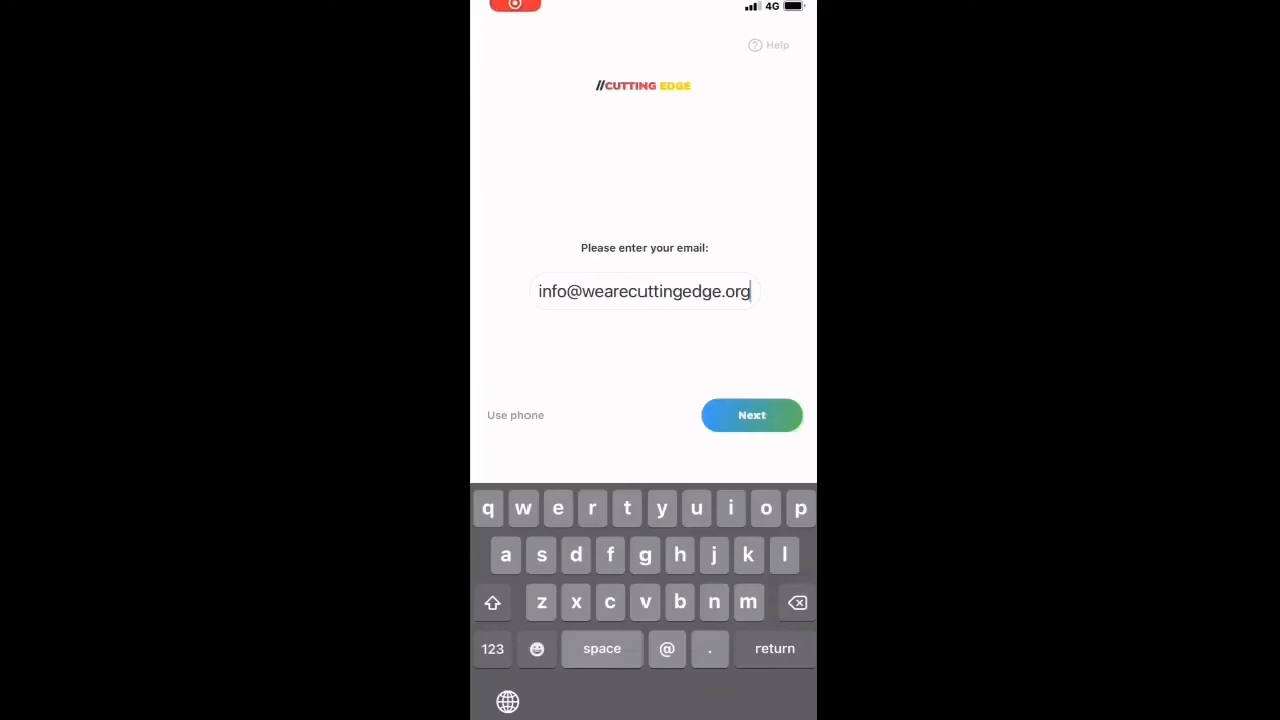 4G
Help
//CUTTING EDGE
Please enter your email:
info@wearecuttingedge.org
Use phone
Next
q w e r t y u i o p
a s d f g h j k l
z x c v b n m
123 space @ . return